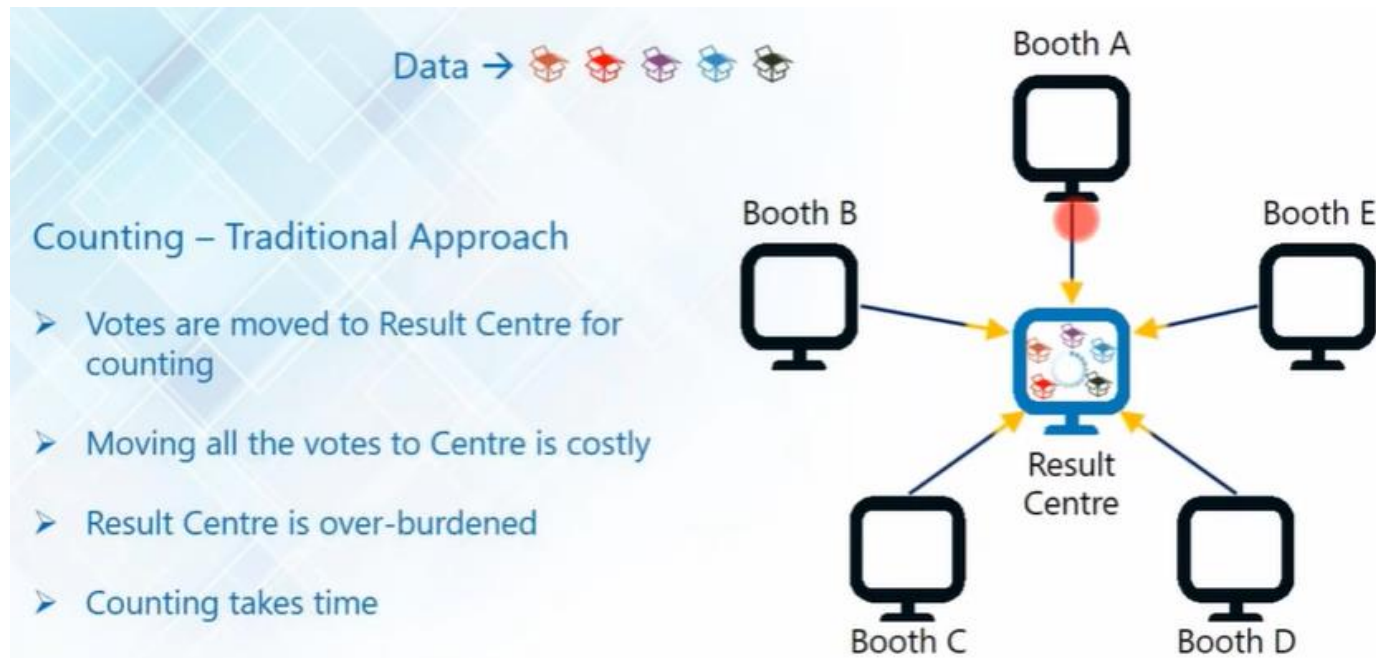 Data →
Booth A
Booth B
Booth E
Counting – Traditional Approach
➢ Votes are moved to Result Centre for
counting
➢ Moving all the votes to Centre is costly
➢ Result Centre is over-burdened
➢ Counting takes time
Result
Centre
Booth C
Booth D